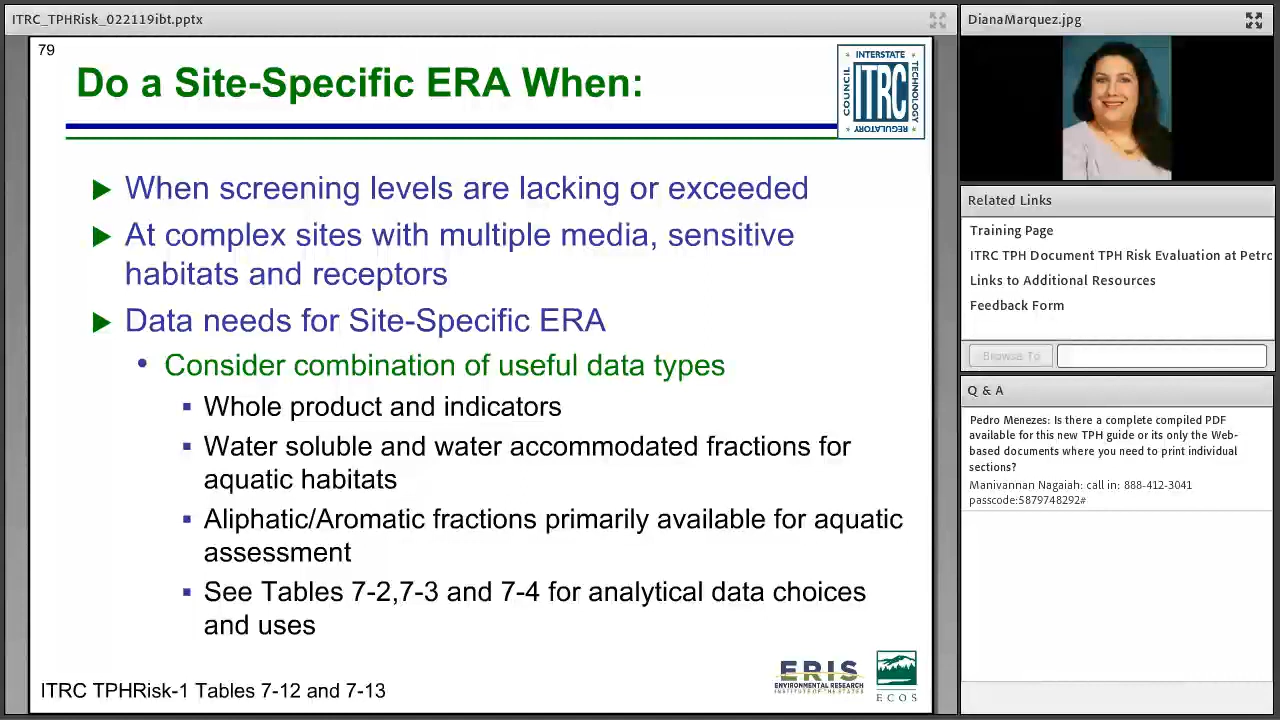 ITRC_TPHRisk_022119ibt.pptx
79
Do a Site-Specific ERA When:
INTERSTATE
COUNCIL
ITRC
TECHNOLOGY
REGULATORY
When screening levels are lacking or exceeded
At complex sites with multiple media, sensitive
habitats and receptors
Data needs for Site-Specific ERA
• Consider combination of useful data types
▪ Whole product and indicators
▪ Water soluble and water accommodated fractions for
aquatic habitats
▪ Aliphatic/Aromatic fractions primarily available for aquatic
assessment
▪ See Tables 7-2,7-3 and 7-4 for analytical data choices
and uses
ITRC TPHRisk-1 Tables 7-12 and 7-13
ERIS
ENVIRONMENTAL RESEARCH
INSTITUTE OF THE STATES
ECOS
DianaMarquez.jpg
Related Links
Training Page
ITRC TPH Document TPH Risk Evaluation at Petrc
Links to Additional Resources
Feedback Form
Browse To
Q & A
Pedro Menezes: Is there a complete compiled PDF
available for this new TPH guide or its only the Web-
based documents where you need to print individual
sections?
Manivannan Nagaiah: call in: 888-412-3041
passcode:5879748292#